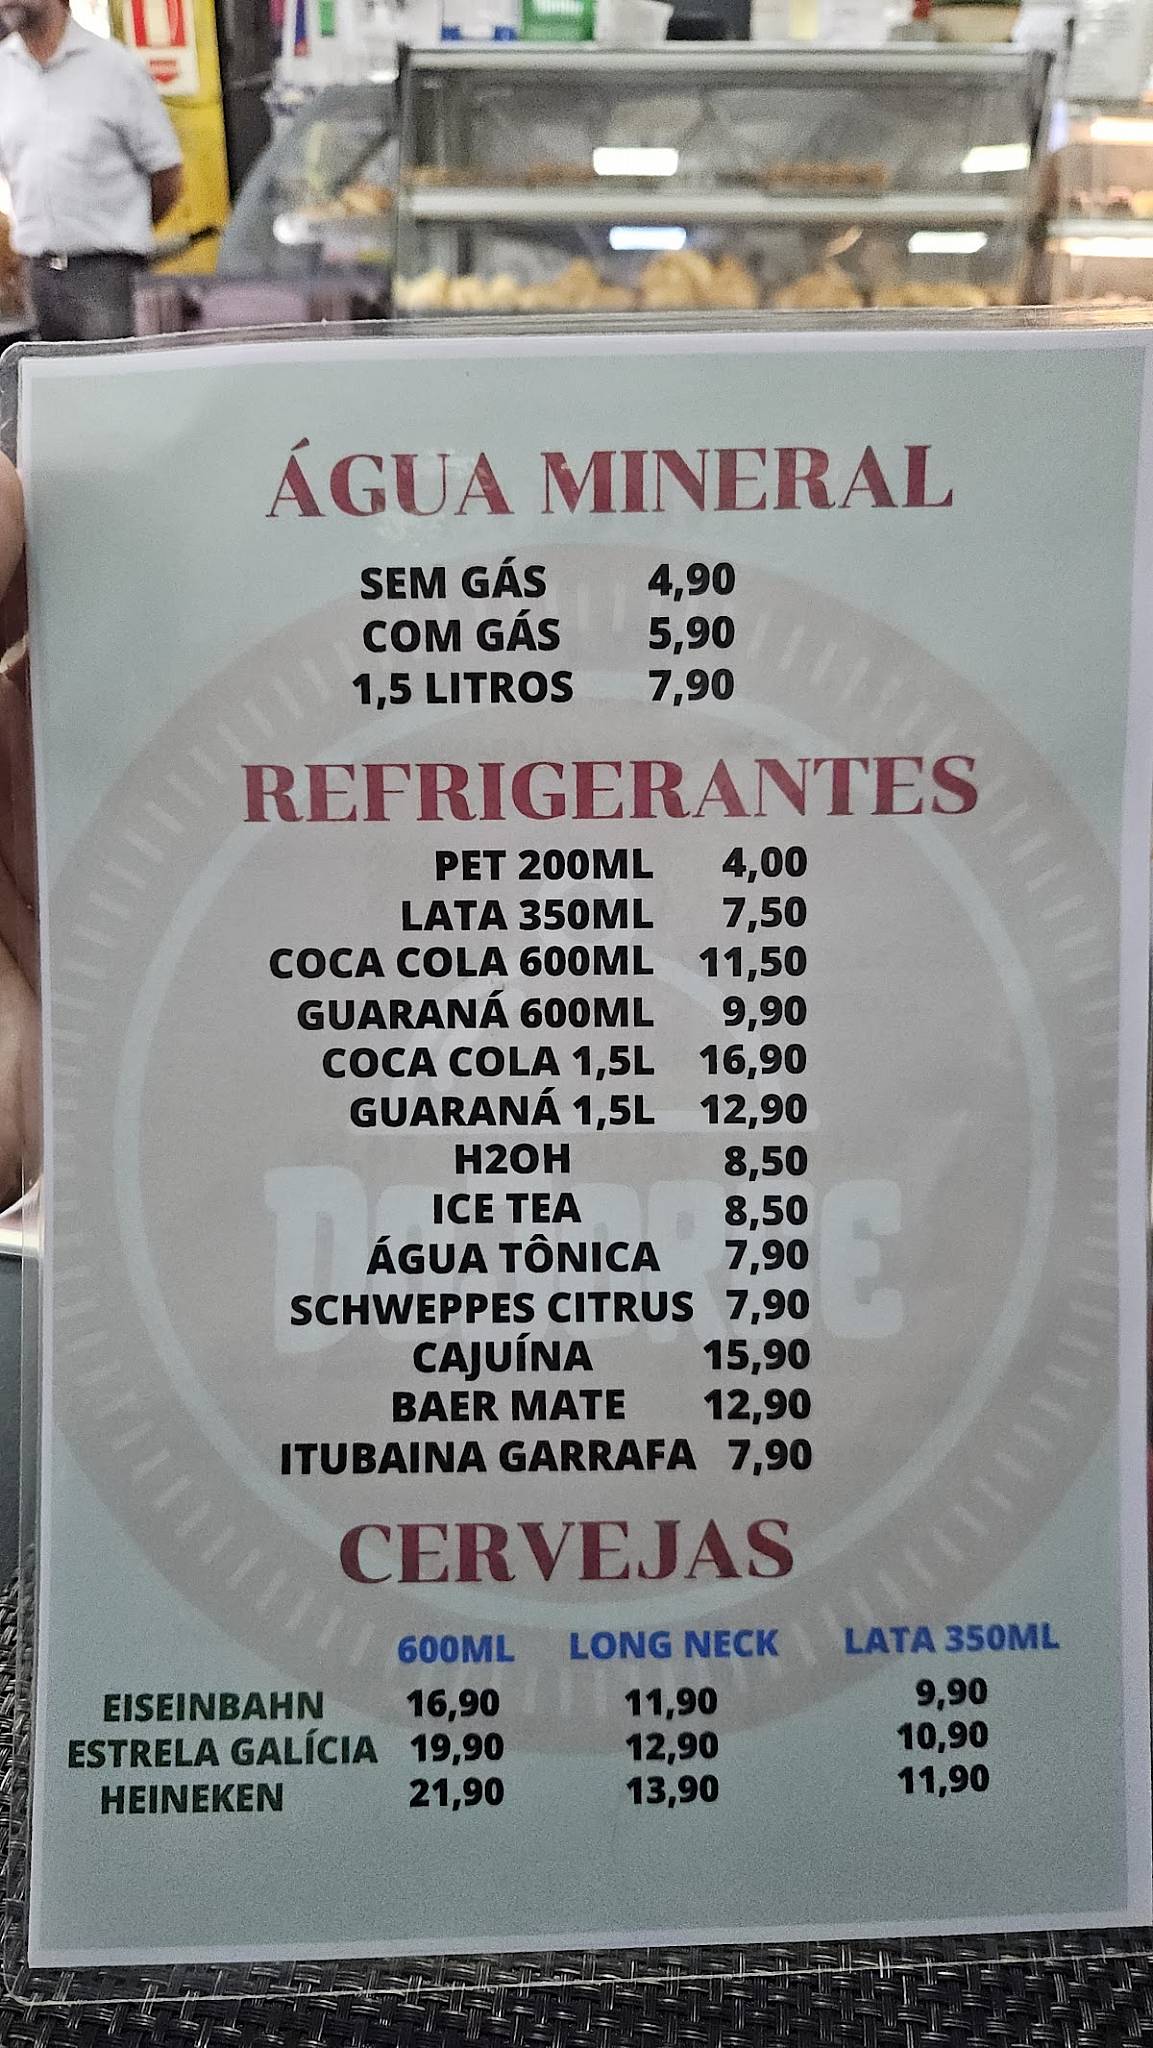 ÁGUA MINERAL
SEM GÁS 4,90
COM GÁS 5,90
1,5 LITROS 7,90
REFRIGERANTES
PET 200ML 4,00
LATA 350ML 7,50
COCA COLA 600ML 11,50
GUARANÁ 600ML 9,90
COCA COLA 1,5L 16,90
GUARANÁ 1,5L 12,90
H2OH 8,50
ICE TEA 8,50
ÁGUA TÔNICA 7,90
SCHWEPPES CITRUS 7,90
CAJUÍNA 15,90
BAER MATE 12,90
ITUBAINA GARRAFA 7,90
CERVEJAS
600ML LONG NECK LATA 350ML
EISEINBAHN 16,90 11,90 9,90
ESTRELA GALÍCIA 19,90 12,90 10,90
HEINEKEN 21,90 13,90 11,90